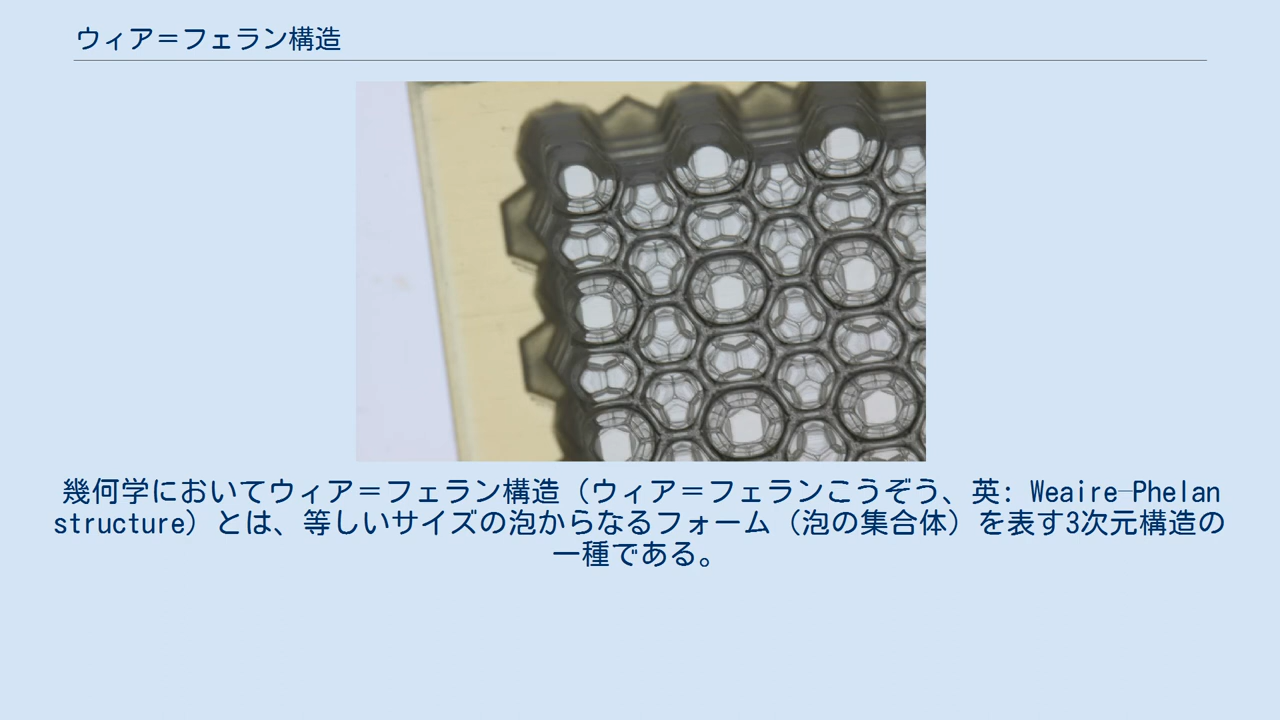 ウィア＝フェラン構造
幾何学においてウィア＝フェラン構造（ウィア＝フェランこうぞう、英: Weaire–Phelan
structure）とは、等しいサイズの泡からなるフォーム（泡の集合体）を表す3次元構造の
一種である。